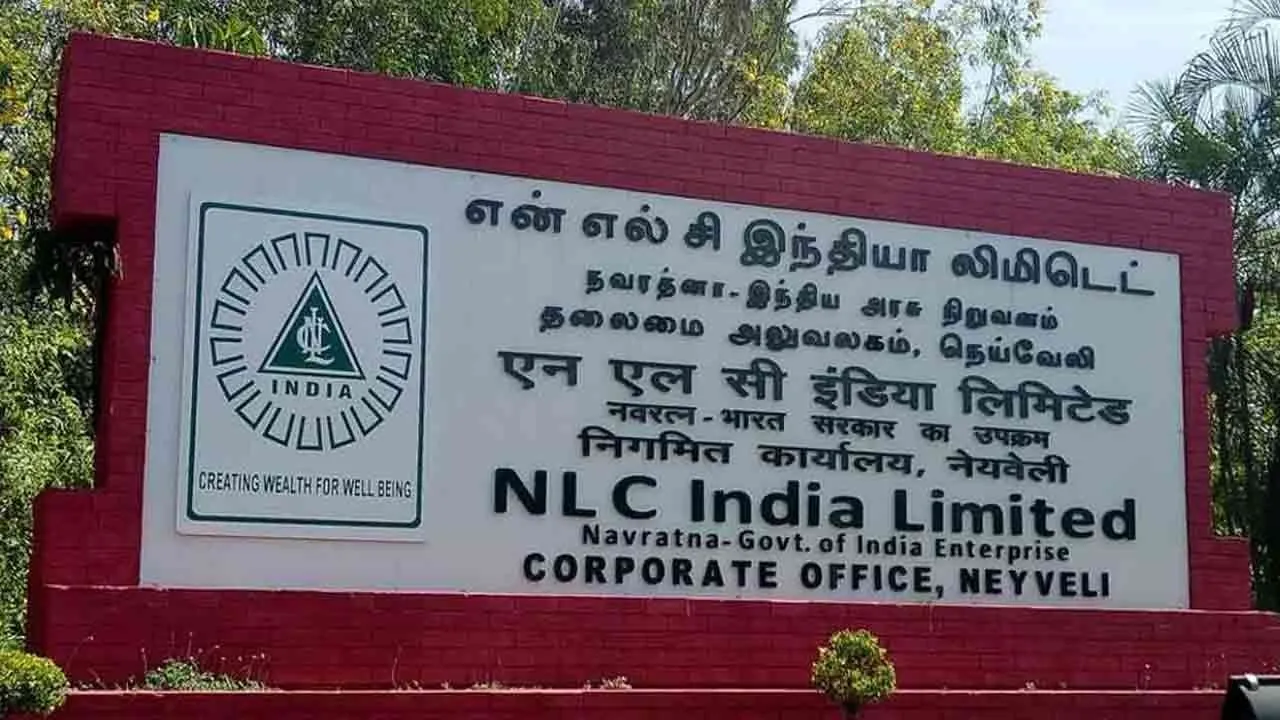 NLC
INDIA
CREATING WEALTH FOR WELL BEING
என் எல் சி இந்தியா லிமிடெட்
நவரத்னா - இந்திய அரசு நிறுவனம்
தலைமை அலுவலகம், நெய்வேலி
एन एल सी इंडिया लिमिटेड
नवरत्न - भारत सरकार का उपक्रम
निगमित कार्यालय, नेयवेली
NLC India Limited
Navratna-Govt. of India Enterprise
CORPORATE OFFICE, NEYVELI